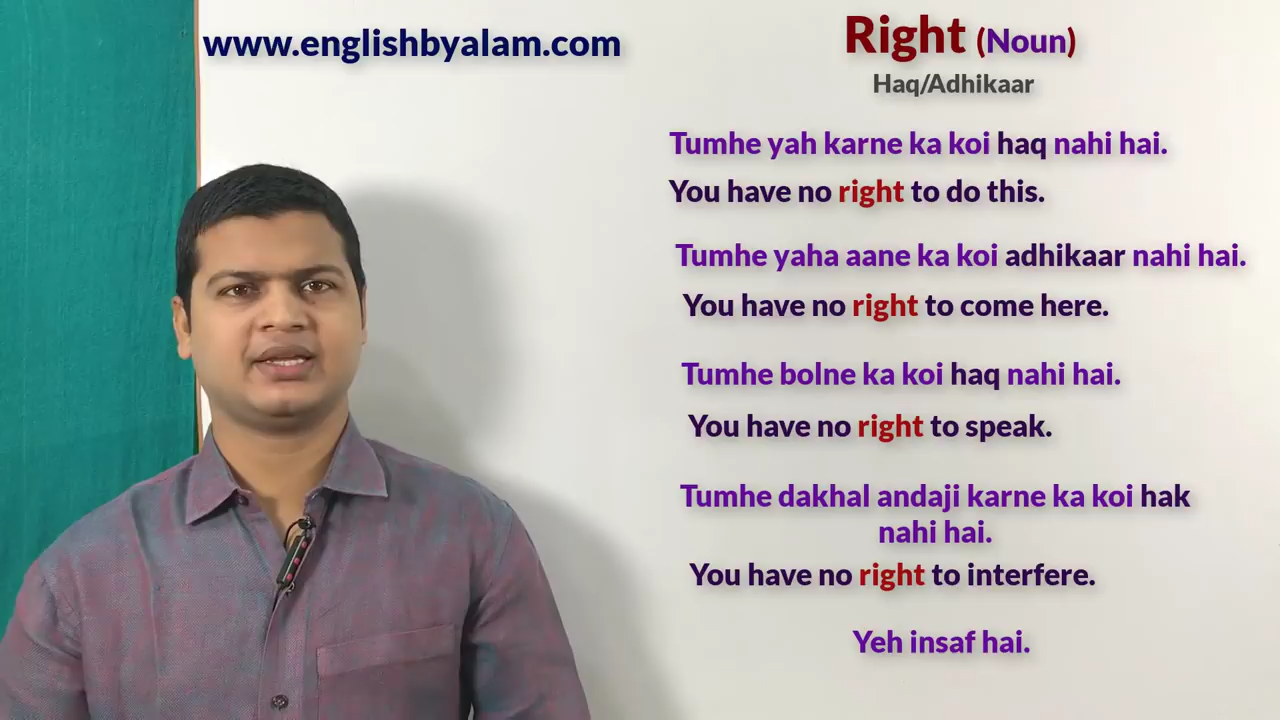 www.englishbyalam.com
Right (Noun)
Haq/Adhikaar
Tumhe yah karne ka koi haq nahi hai.
You have no right to do this.
Tumhe yaha aane ka koi adhikaar nahi hai.
You have no right to come here.
Tumhe bolne ka koi haq nahi hai.
You have no right to speak.
Tumhe dakhal andaji karne ka koi hak
nahi hai.
You have no right to interfere.
Yeh insaf hai.